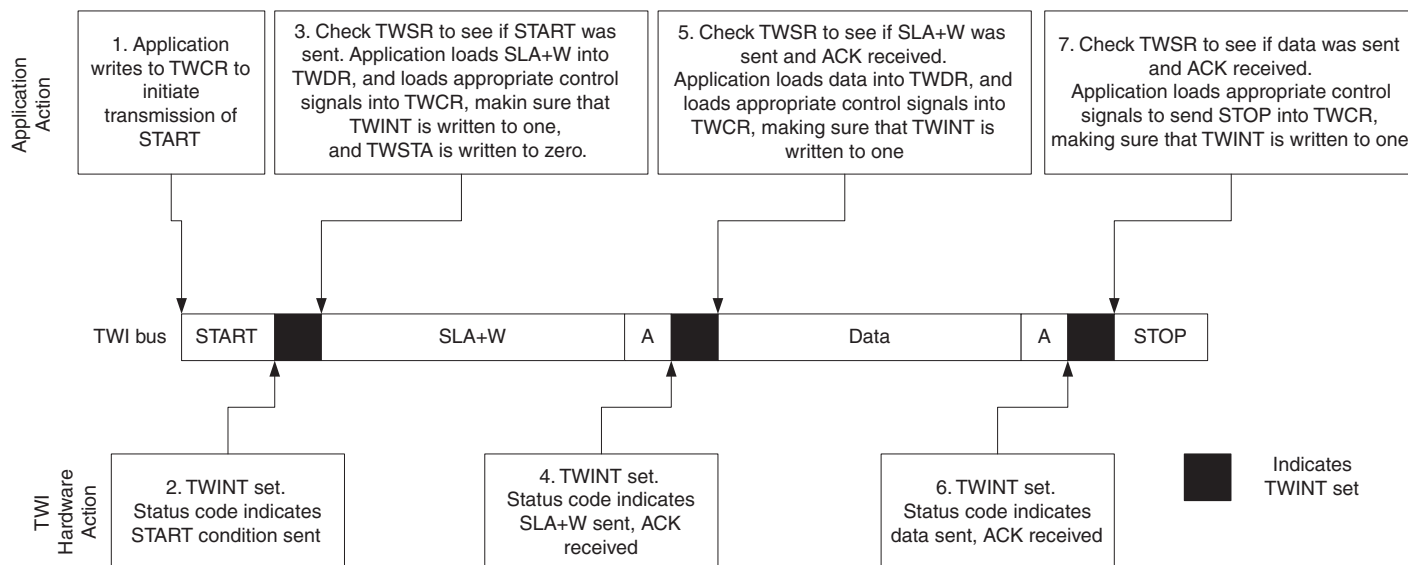 Application
Action
1. Application
writes to TWCR to
initiate
transmission of
START
3. Check TWSR to see if START was
sent. Application loads SLA+W into
TWDR, and loads appropriate control
signals into TWCR, makin sure that
TWINT is written to one,
and TWSTA is written to zero.
5. Check TWSR to see if SLA+W was
sent and ACK received.
Application loads data into TWDR, and
loads appropriate control signals into
TWCR, making sure that TWINT is
written to one
7. Check TWSR to see if data was sent
and ACK received.
Application loads appropriate control
signals to send STOP into TWCR,
making sure that TWINT is written to one
TWI bus
START
SLA+W
A
Data
A
STOP
TWI
Hardware
Action
2. TWINT set.
Status code indicates
START condition sent
4. TWINT set.
Status code indicates
SLA+W sent, ACK
received
6. TWINT set.
Status code indicates
data sent, ACK received
Indicates
TWINT set